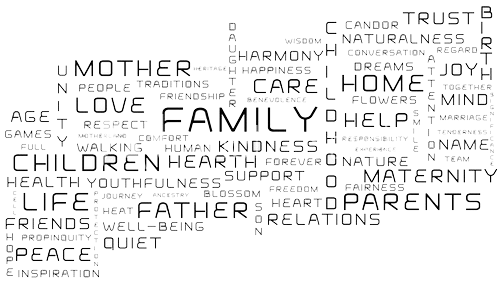 BIRTH
TRUST
CANDOR
CHILDHOOD
DAUGHTER
WISDOM
NATURALNESS
HARMONY
CONVERSATION
REGARD
ATTENTION
MOTHER
HERITAGE
HAPPINESS
DREAMS
JOY
UNITY
PEOPLE
TRADITIONS
CARE
HOME
TOGETHER
LOVE
FRIENDSHIP
BENEVOLENCE
FLOWERS
MIND
AGE
RESPECT
FAMILY
HELP
SMILE
MARRIAGE
GAMES
MOTHERLAND
COMFORT
RESPONSIBILITY
TENDERNESS
FULL
WALKING
HUMAN
KINDNESS
NAME
CHILDREN
HEARTH
FOREVER
NATURE
TEAM
HEALTH
YOUTHFULNESS
SUPPORT
MATERNITY
FREEDOM
FAIRNESS
LIFE
PROTECTION
JOURNEY
ANCESTRY
BLOSSOM
HEART
PARENTS
HEAT
FATHER
SON
RELATIONS
FRIENDS
WELL-BEING
HOPE
PROPINQUITY
QUIET
PEACE
INSPIRATION